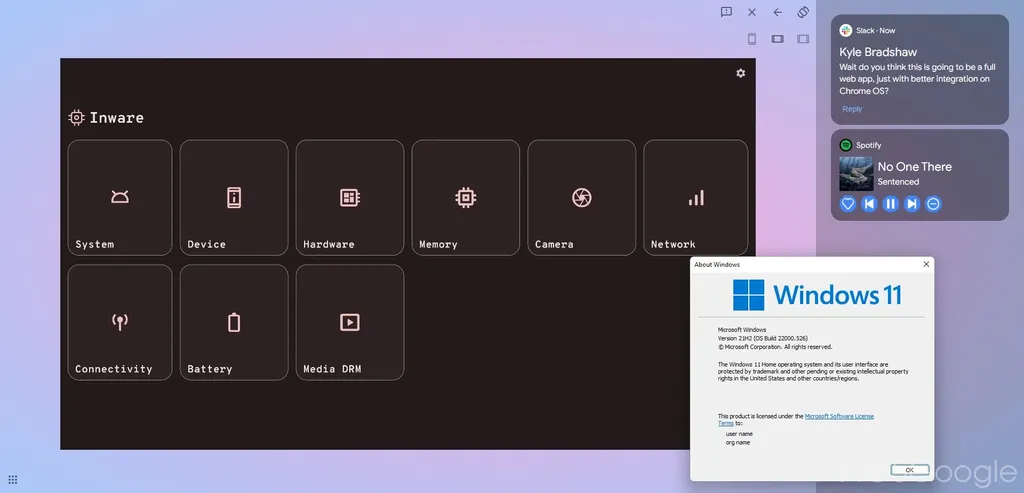 Slack · Now
Kyle Bradshaw
Wait do you think this is going to be a full
web app, just with better integration on
Chrome OS?
Reply
Spotify
No One There
Sentenced
Inware
System
Device
Hardware
Memory
Camera
Network
Connectivity
Battery
Media DRM
About Windows
Windows 11
Microsoft Windows
Version 21H2 (OS Build 22000.526)
© Microsoft Corporation. All rights reserved.
The Windows 11 Home operating system and its user interface are
protected by trademark and other pending or existing intellectual property
rights in the United States and other countries/regions.
This product is licensed under the Microsoft Software License
Terms to:
user name
org name
OK
oogle